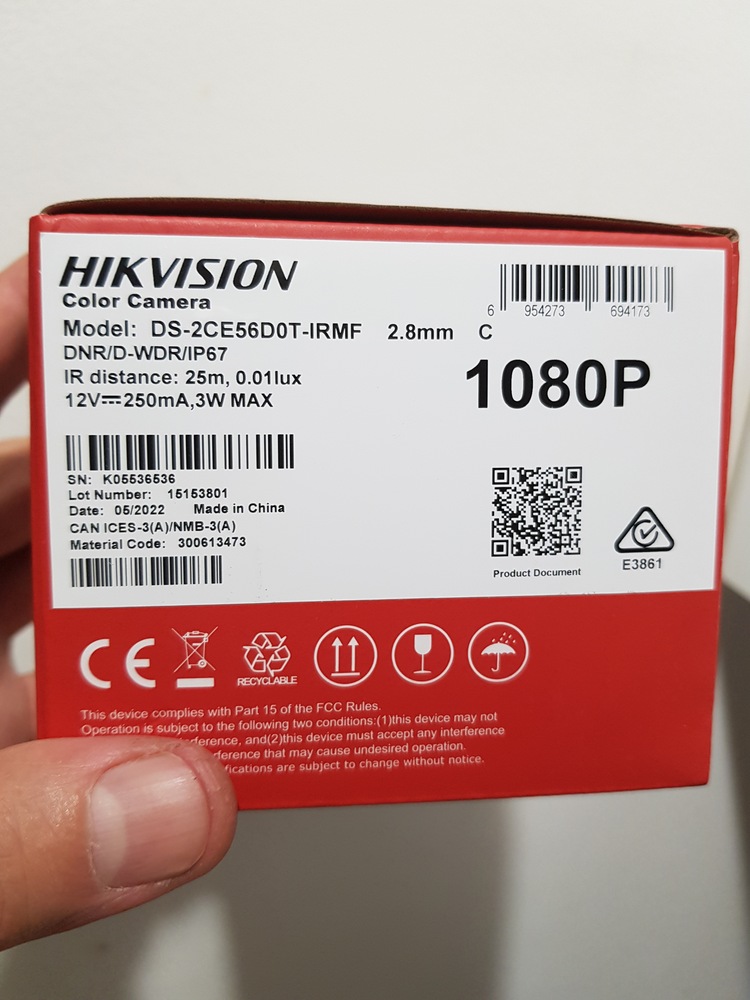 HIKVISION
Color Camera
Model: DS-2CE56D0T-IRMF 2.8mm C
DNR/D-WDR/IP67
IR distance: 25m, 0.01lux
12V⎓250mA,3W MAX
6 954273 694173
1080P
SN: K05536536
Lot Number: 15153801
Date: 05/2022 Made in China
CAN ICES-3(A)/NMB-3(A)
Material Code: 300613473
Product Document
E3861
CE
RECYCLABLE
This device complies with Part 15 of the FCC Rules.
Operation is subject to the following two conditions:(1)this device may not
and(2)this device must accept any interference
that may cause undesired operation.
are subject to change without notice.